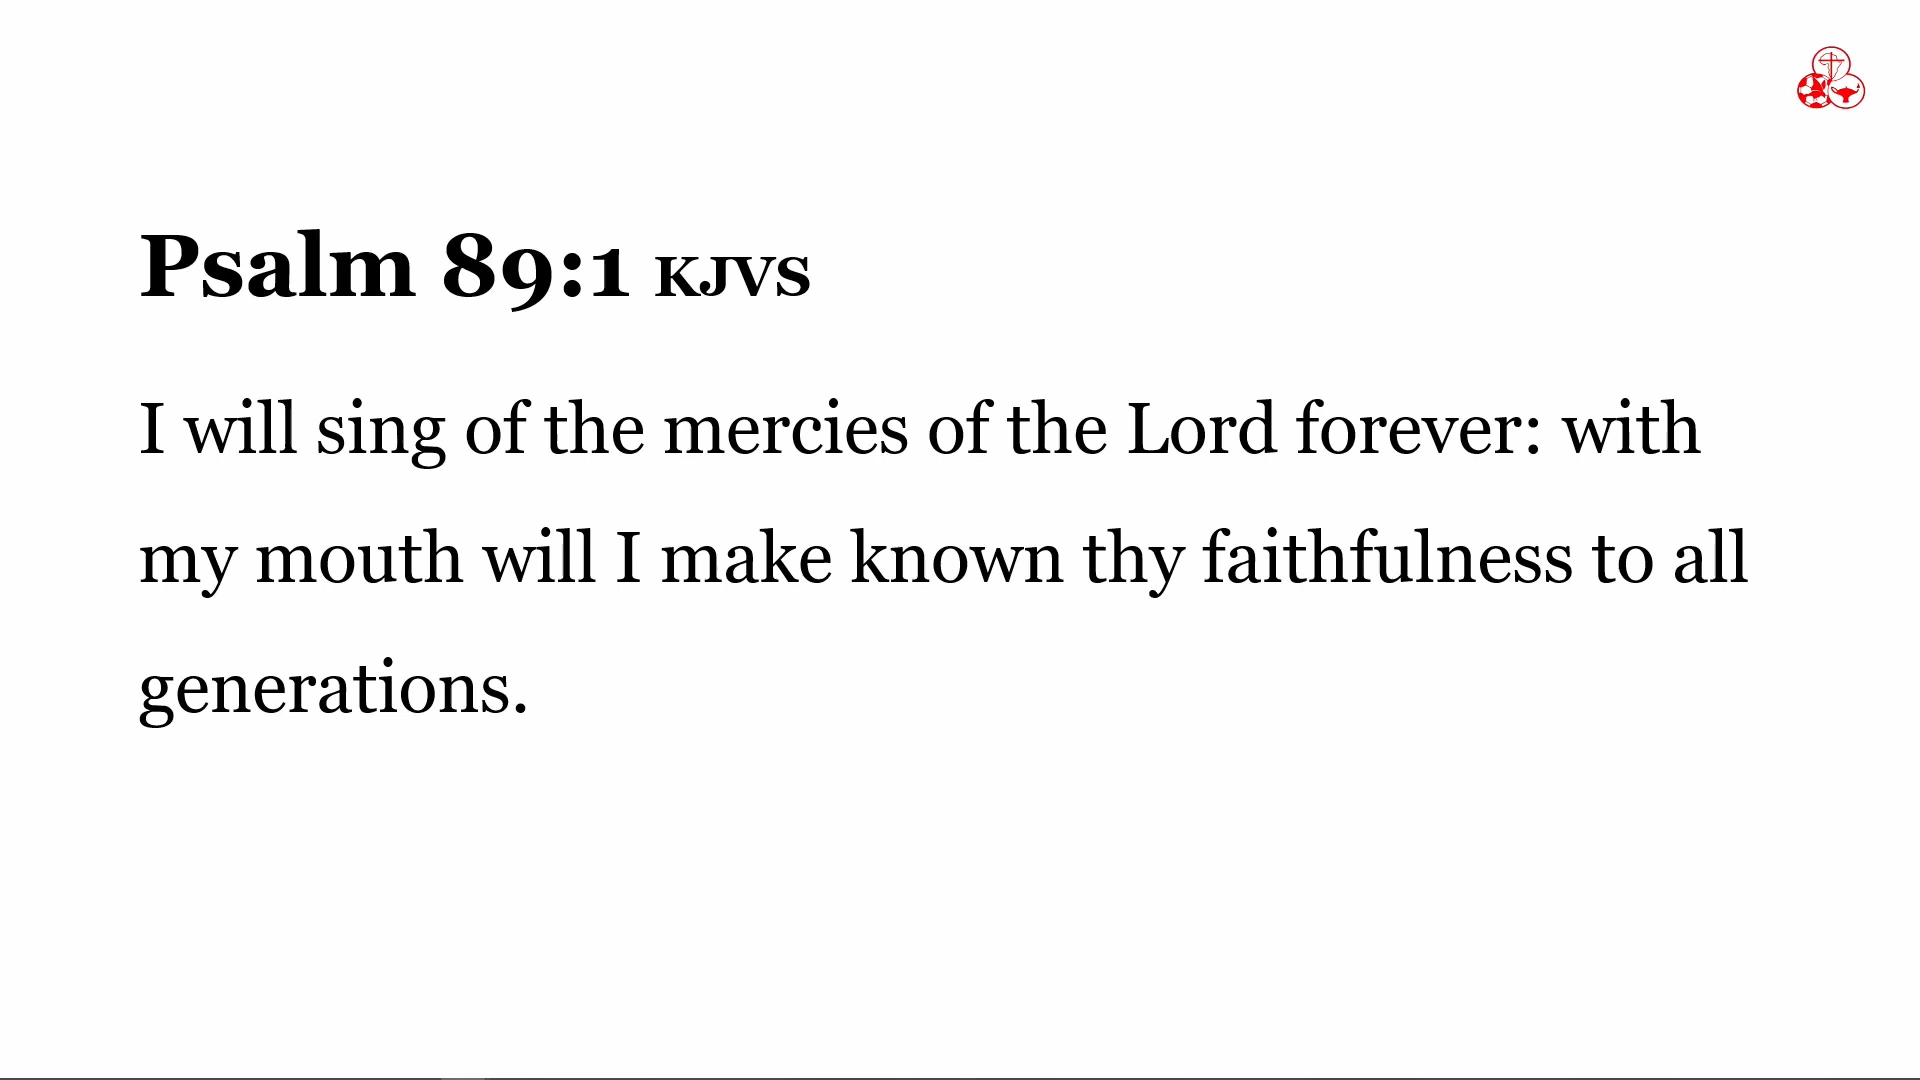 Psalm 89:1 KJVS
I will sing of the mercies of the Lord forever: with
my mouth will I make known thy faithfulness to all
generations.